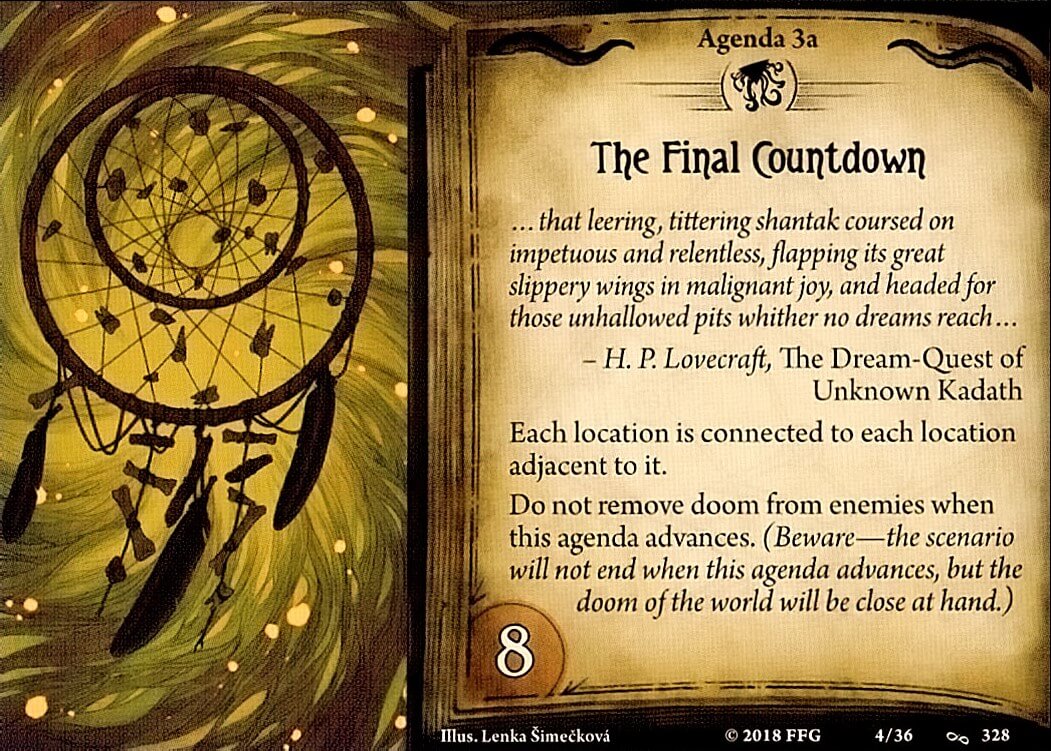 Agenda 3a
The Final Countdown
…that leering, tittering shantak coursed on
impetuous and relentless, flapping its great
slippery wings in malignant joy, and headed for
those unhallowed pits whither no dreams reach…
– H. P. Lovecraft, The Dream-Quest of
Unknown Kadath
Each location is connected to each location
adjacent to it.
Do not remove doom from enemies when
this agenda advances. (Beware—the scenario
will not end when this agenda advances, but the
doom of the world will be close at hand.)
8
Illus. Lenka Šimečková © 2018 FFG 4/36 328